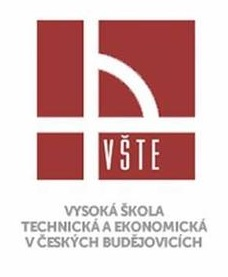 VŠTE
VYSOKÁ ŠKOLA
TECHNICKÁ A EKONOMICKÁ
V ČESKÝCH BUDĚJOVICÍCH